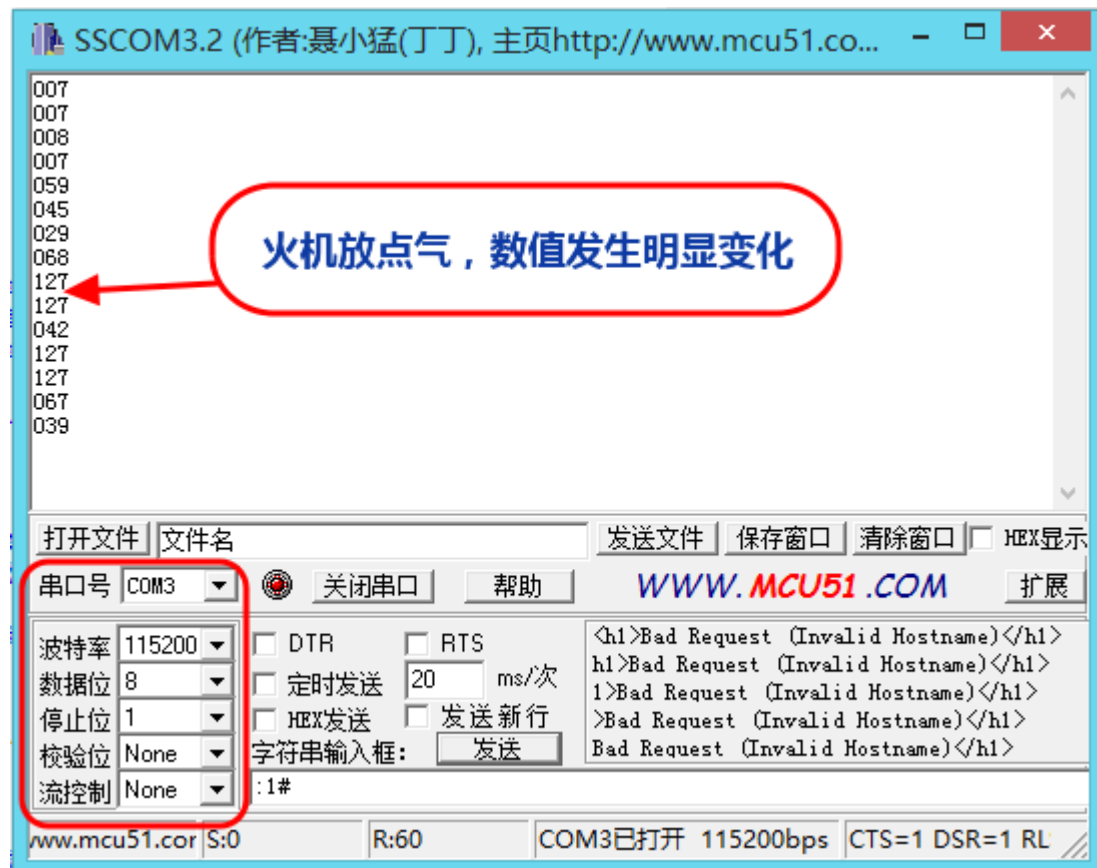 SSCOM3.2 (作者:聂小猛(丁丁), 主页http://www.mcu51.co...
007
007
008
007
059
045
029
068
127
127
042
127
127
067
039
火机放点气，数值发生明显变化
打开文件 文件名 发送文件 保存窗口 清除窗口 HEX显示
串口号 COM3 关闭串口 帮助 WWW.MCU51.COM 扩展
波特率 115200 DTR RTS
数据位 8 定时发送 20 ms/次
停止位 1 HEX发送 发送新行
校验位 None 字符串输入框: 发送
流控制 None :1#
<h1>Bad Request (Invalid Hostname)</h1>
h1>Bad Request (Invalid Hostname)</h1>
1>Bad Request (Invalid Hostname)</h1>
>Bad Request (Invalid Hostname)</h1>
Bad Request (Invalid Hostname)</h1>
www.mcu51.cor S:0 R:60 COM3已打开 115200bps CTS=1 DSR=1 RL